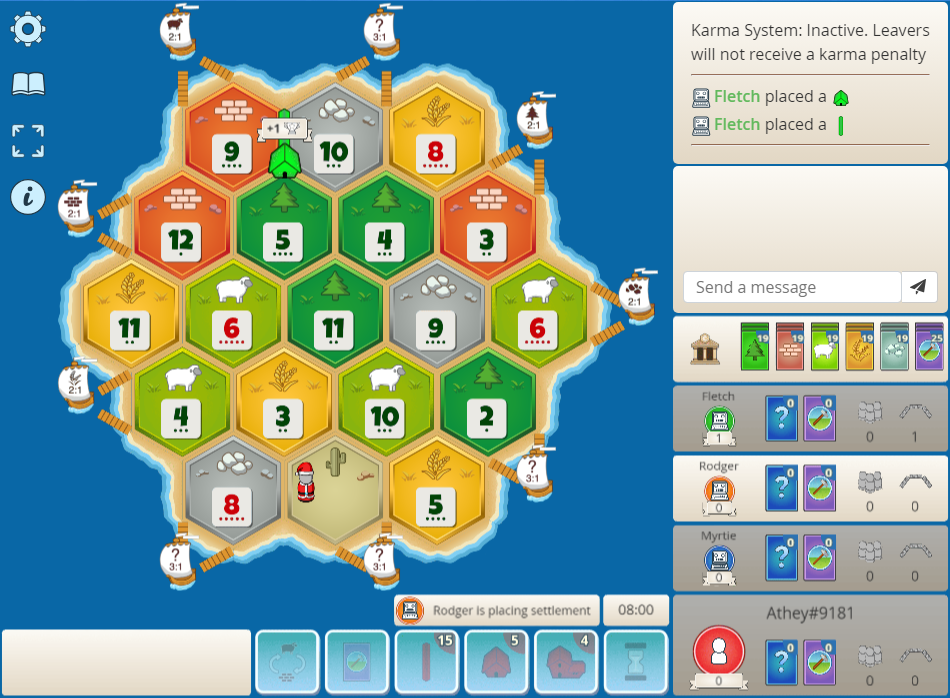 2:1
?
3:1
Karma System: Inactive. Leavers
will not receive a karma penalty
Fletch placed a
Fletch placed a
+1
9
10
8
2:1
2:1
12
5
4
3
2:1
11
6
11
9
6
Send a message
19 19 19 19 19 25
2:1
4
3
10
2
Fletch
1
? 0 0 0 1
Rodger
0
? 0 0 0 0
8
5
?
3:1
Myrtie
0
? 0 0 0 0
?
3:1
?
3:1
Rodger is placing settlement
08:00
Athey#9181
0
? 0 0 0 0
15
5
4
i